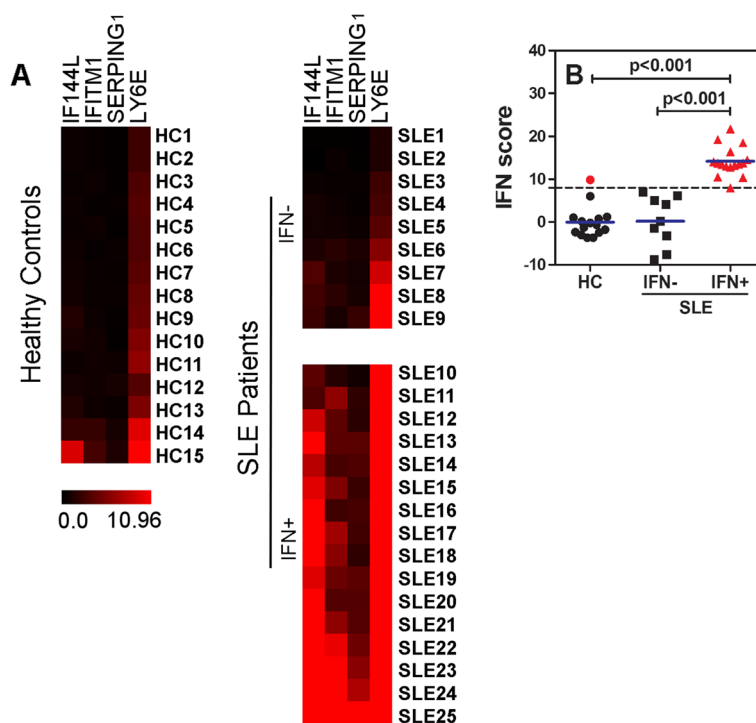 A
IF144L
IFITM1
SERPING1
LY6E
Healthy Controls
HC1
HC2
HC3
HC4
HC5
HC6
HC7
HC8
HC9
HC10
HC11
HC12
HC13
HC14
HC15
0.0 10.96
IF144L
IFITM1
SERPING1
LY6E
SLE Patients
IFN-
SLE1
SLE2
SLE3
SLE4
SLE5
SLE6
SLE7
SLE8
SLE9
IFN+
SLE10
SLE11
SLE12
SLE13
SLE14
SLE15
SLE16
SLE17
SLE18
SLE19
SLE20
SLE21
SLE22
SLE23
SLE24
SLE25
B
IFN score
40
30
20
10
0
-10
p<0.001
p<0.001
HC IFN- IFN+
SLE